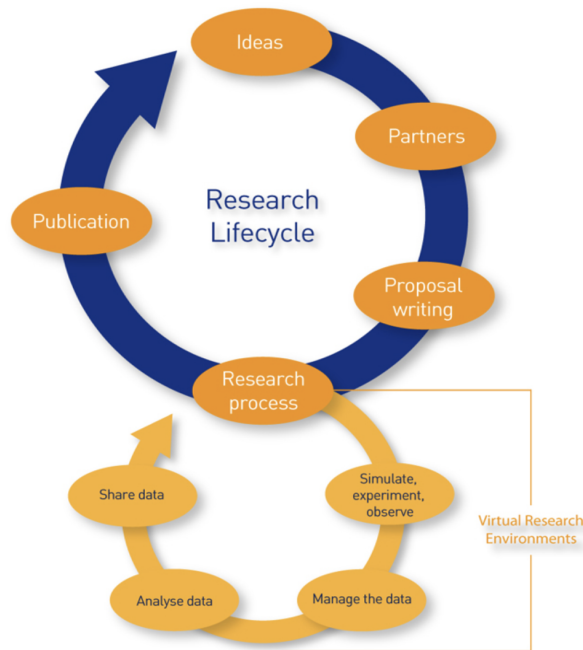 Ideas
Partners
Research
Lifecycle
Publication
Proposal
writing
Research
process
Simulate,
experiment,
observe
Share data
Virtual Research
Environments
Analyse data
Manage the data